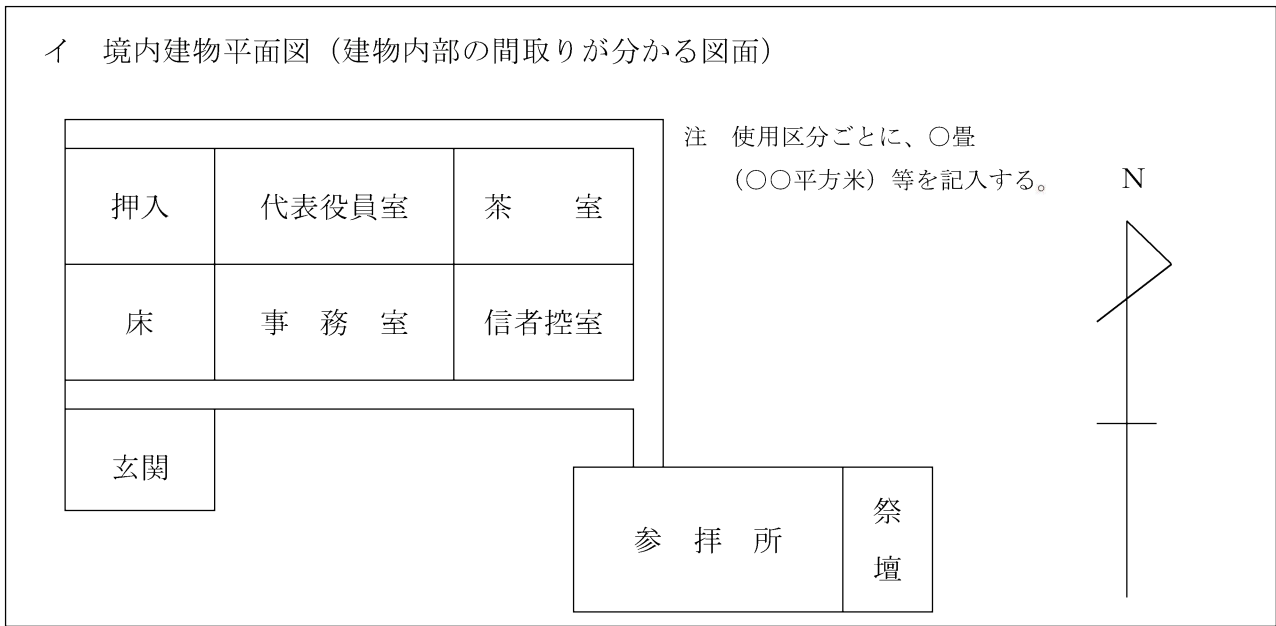 イ　境内建物平面図（建物内部の間取りが分かる図面）
注　使用区分ごとに、○畳
（○○平方米）等を記入する。
N
押入
代表役員室
茶　　室
床
事　務　室
信者控室
玄関
参　拝　所
祭
壇